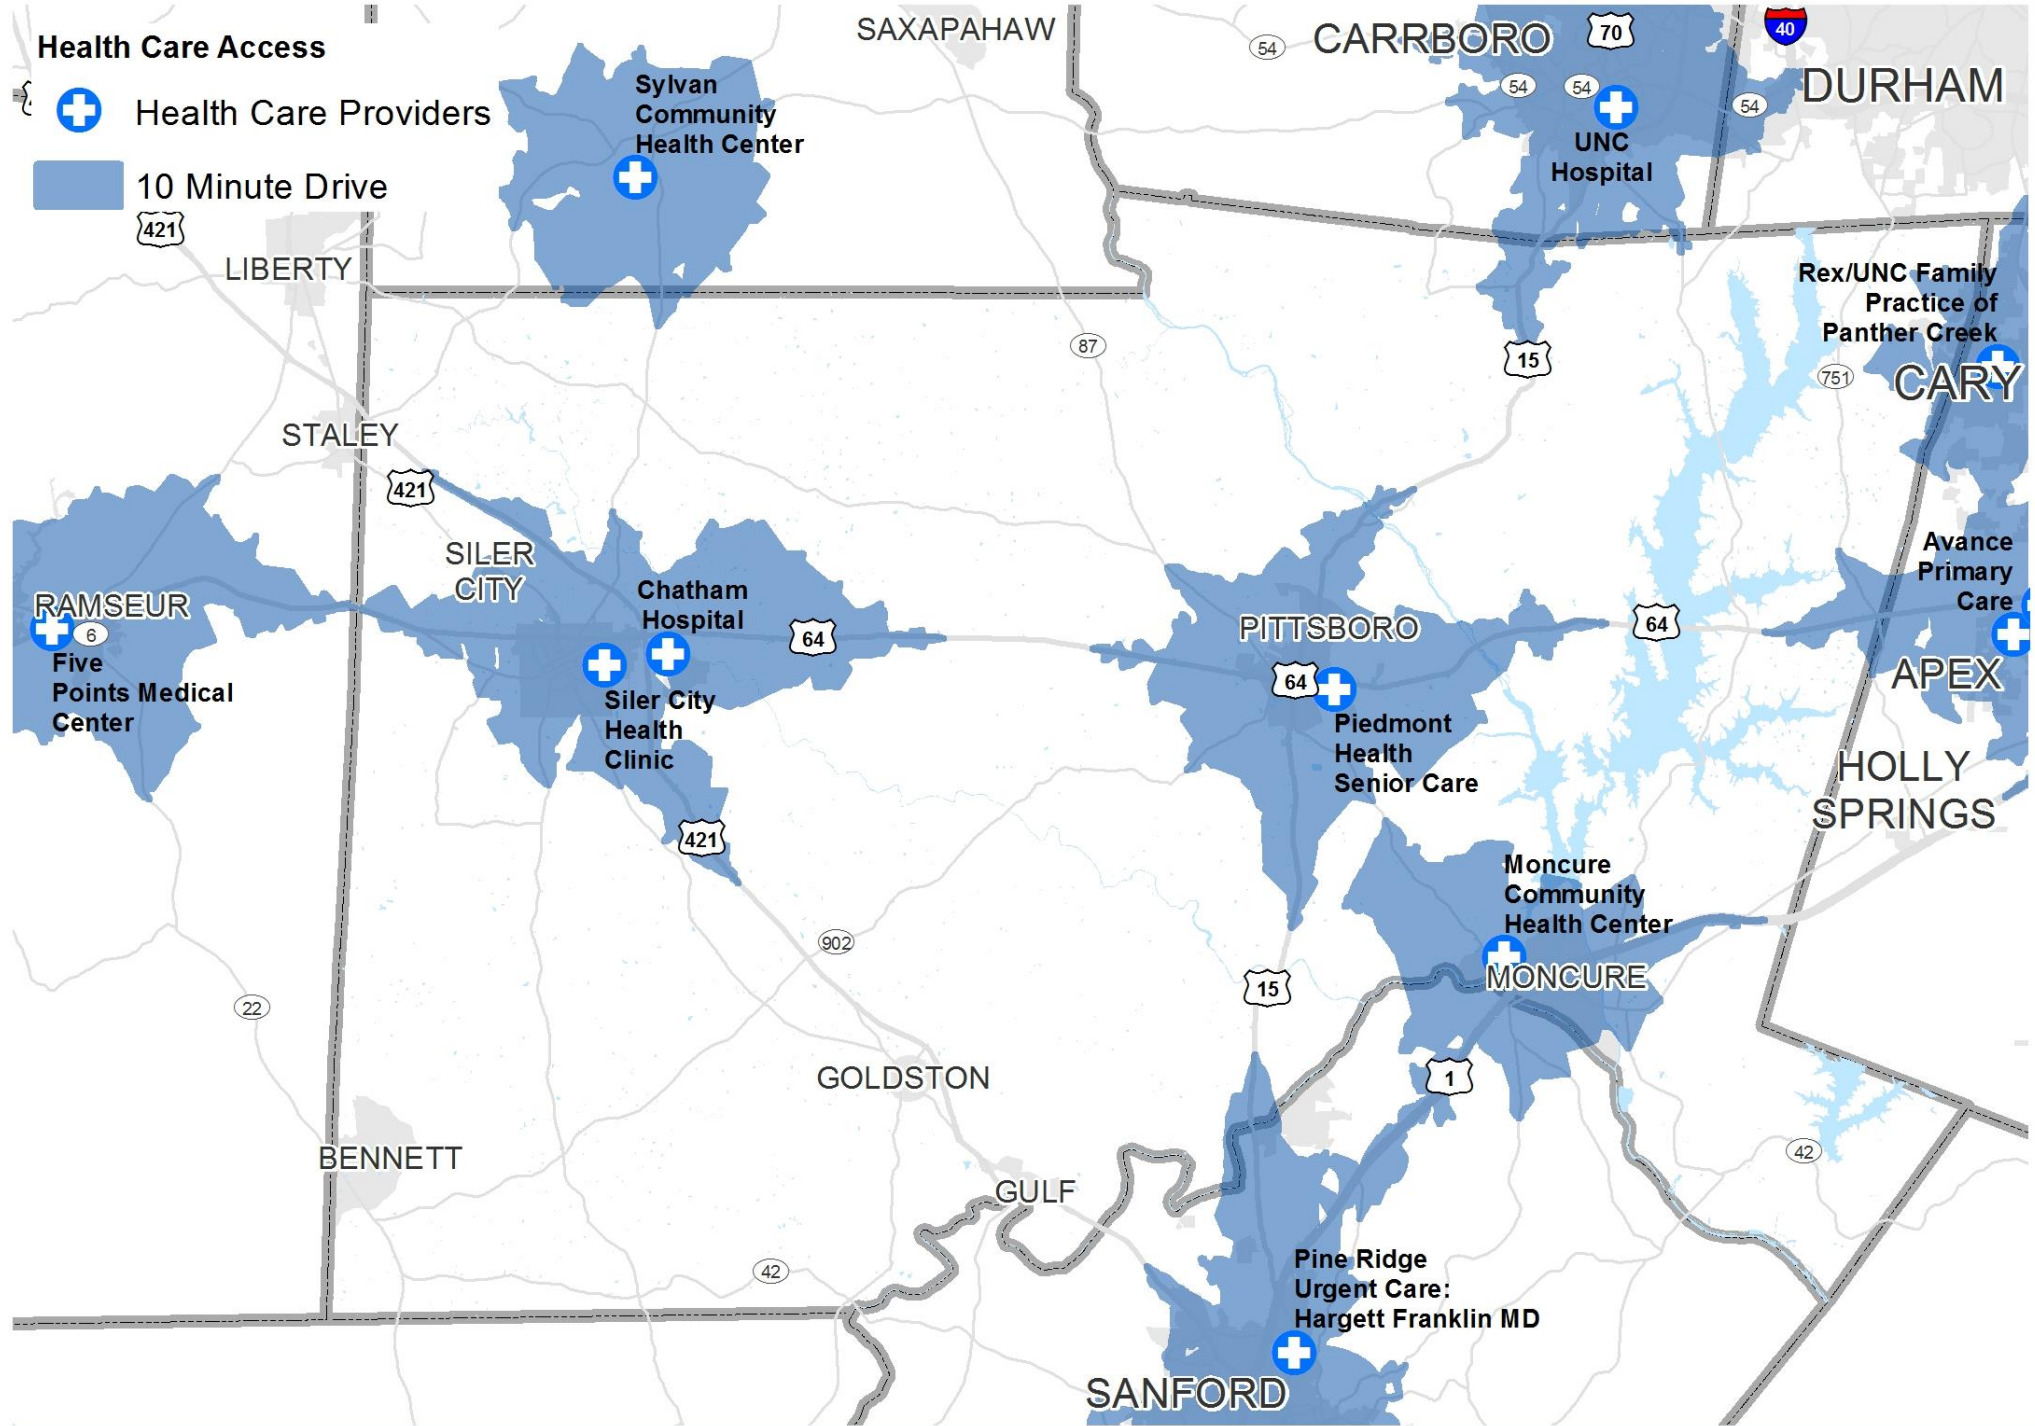 Health Care Access
Health Care Providers
10 Minute Drive
SAXAPAHAW
54
CARRBORO
70
40
DURHAM
54
54
54
UNC
Hospital
Sylvan
Community
Health Center
421
LIBERTY
Rex/UNC Family
Practice of
Panther Creek
87
15
751
CARY
STALEY
421
SILER
CITY
Chatham
Hospital
64
RAMSEUR
6
Five
Points Medical
Center
Siler City
Health
Clinic
421
PITTSBORO
64
Piedmont
Health
Senior Care
64
Avance
Primary
Care
APEX
HOLLY
SPRINGS
Moncure
Community
Health Center
MONCURE
902
15
22
1
GOLDSTON
BENNETT
GULF
42
42
Pine Ridge
Urgent Care:
Hargett Franklin MD
SANFORD